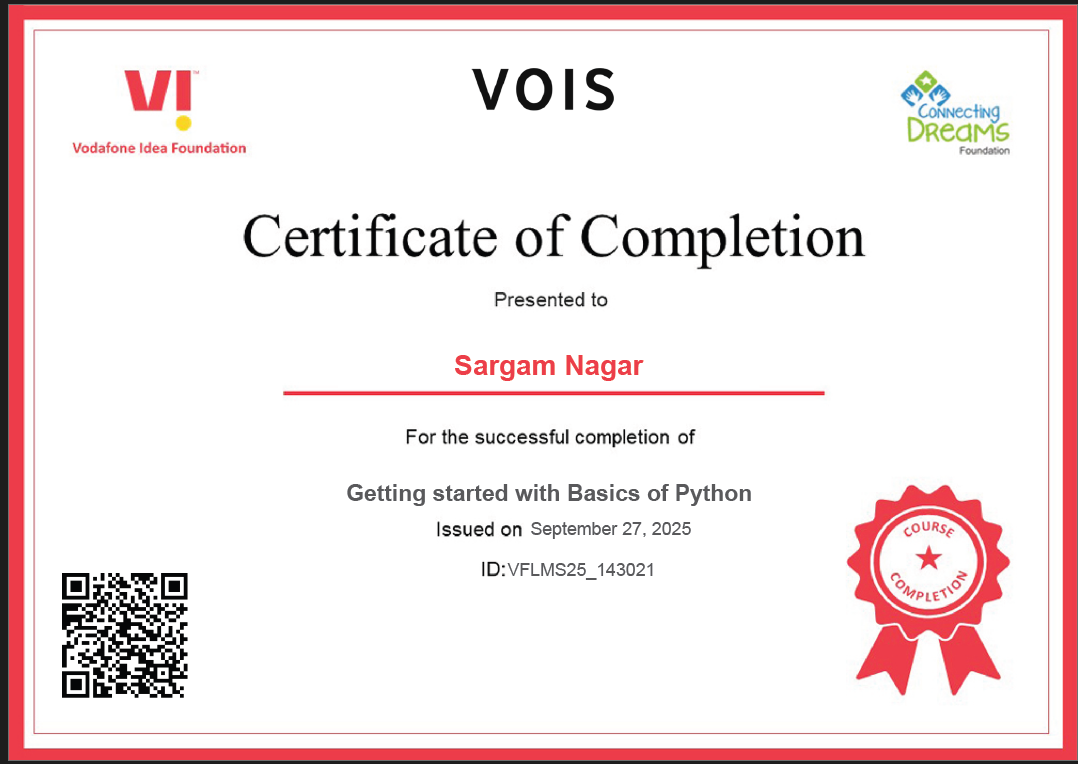 VI™
Vodafone Idea Foundation
VOIS
Connecting
Dreams
Foundation
Certificate of Completion
Presented to
Sargam Nagar
For the successful completion of
Getting started with Basics of Python
Issued on September 27, 2025
ID:VFLMS25_143021
COURSE
COMPLETION